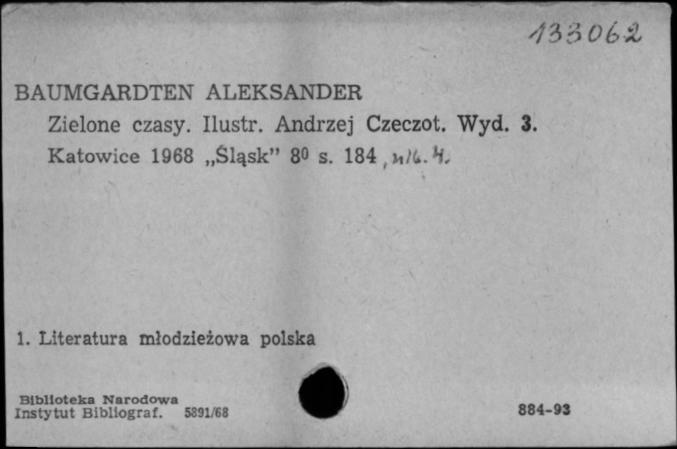 133062
BAUMGARDTEN ALEKSANDER
Zielone czasy. Ilustr. Andrzej Czeczot. Wyd. 3.
Katowice 1968 „Śląsk” 8⁰ s. 184
1. Literatura młodzieżowa polska
Biblioteka Narodowa
Instytut Bibliograf. 5891/68
884-93